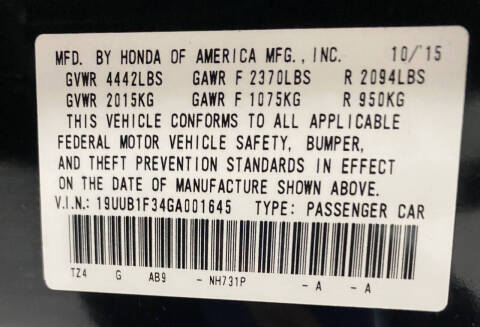 MFD. BY HONDA OF AMERICA MFG., INC. 10/15
GVWR 4442LBS GAWR F 2370LBS R 2094LBS
GVWR 2015KG GAWR F 1075KG R 950KG
THIS VEHICLE CONFORMS TO ALL APPLICABLE
FEDERAL MOTOR VEHICLE SAFETY, BUMPER,
AND THEFT PREVENTION STANDARDS IN EFFECT
ON THE DATE OF MANUFACTURE SHOWN ABOVE.
V.I.N.: 19UUB1F34GA001645 TYPE: PASSENGER CAR
TZ4 G AB9 - NH731P - A - A